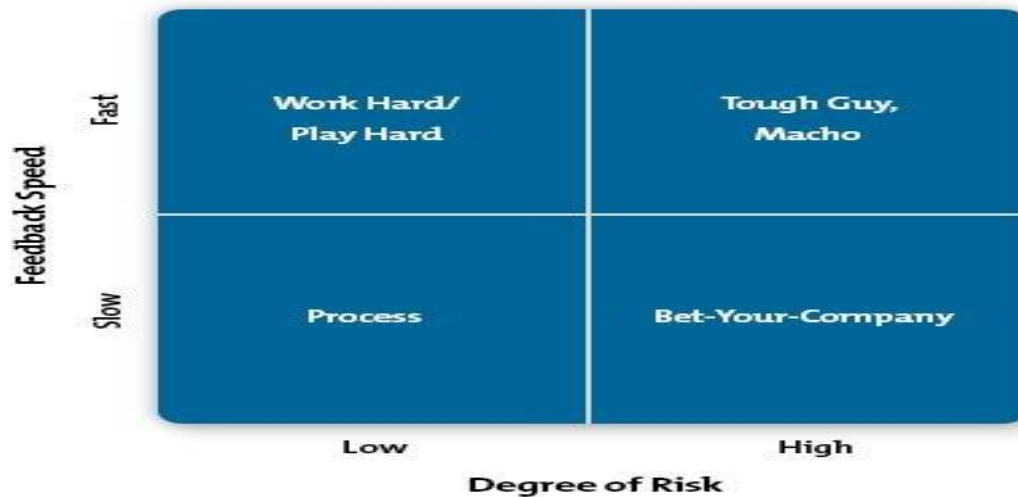 Feedback Speed
Fast
Work Hard/
Play Hard
Tough Guy,
Macho
Slow
Process
Bet-Your-Company
Low
High
Degree of Risk